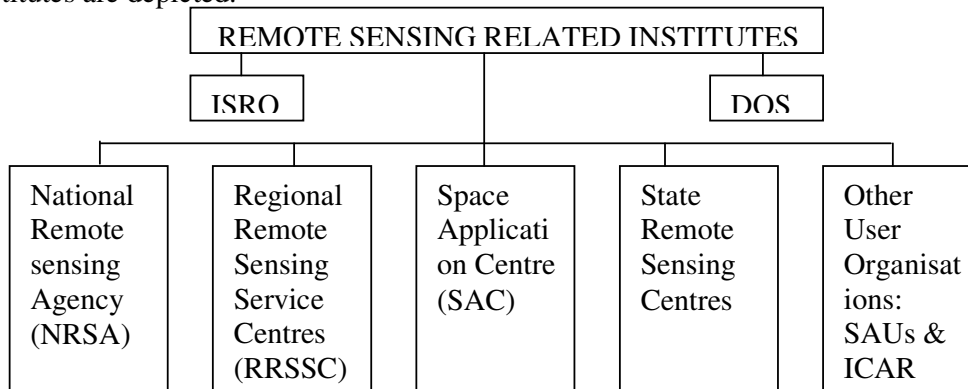 stitutes are depicted.
REMOTE SENSING RELATED INSTITUTES
ISRO
DOS
National
Remote
sensing
Agency
(NRSA)
Regional
Remote
Sensing
Service
Centres
(RRSSC)
Space
Applicati
on Centre
(SAC)
State
Remote
Sensing
Centres
Other
User
Organisat
ions:
SAUs &
ICAR